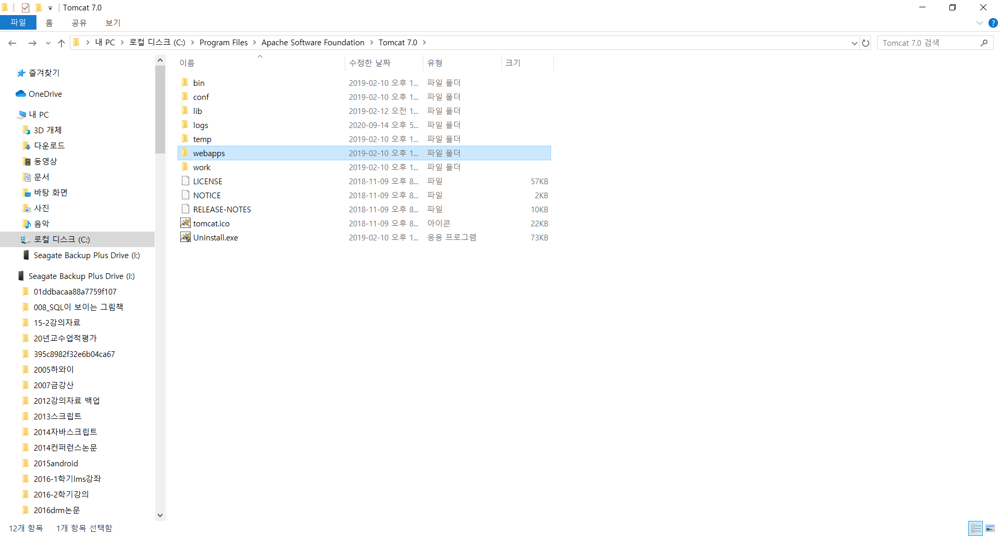 Tomcat 7.0
파일 홈 공유 보기
내 PC 로컬 디스크 (C:) Program Files Apache Software Foundation Tomcat 7.0
Tomcat 7.0 검색
즐겨찾기
OneDrive
내 PC
3D 개체
다운로드
동영상
문서
바탕 화면
사진
음악
로컬 디스크 (C:)
Seagate Backup Plus Drive (I:)
Seagate Backup Plus Drive (I:)
01ddbacaa88a7759f107
008_SQL이 보이는 그림책
15-2강의자료
20년교수업적평가
395c8982f32e6b04ca67
2005하와이
2007금강산
2012강의자료 백업
2013스크립트
2014자바스크립트
2014컨퍼런스논문
2015android
2016-1학기lms강좌
2016-2학기강의
2016drm논문
이름 수정한 날짜 유형 크기
bin 2019-02-10 오후 1... 파일 폴더
conf 2019-02-10 오후 1... 파일 폴더
lib 2019-02-12 오전 1... 파일 폴더
logs 2020-09-14 오후 5... 파일 폴더
temp 2019-02-10 오후 1... 파일 폴더
webapps 2019-02-10 오후 1... 파일 폴더
work 2019-02-10 오후 1... 파일 폴더
LICENSE 2018-11-09 오후 8... 파일 57KB
NOTICE 2018-11-09 오후 8... 파일 2KB
RELEASE-NOTES 2018-11-09 오후 8... 파일 10KB
tomcat.ico 2018-11-09 오후 8... 아이콘 22KB
Uninstall.exe 2019-02-10 오후 1... 응용 프로그램 73KB
12개 항목 1개 항목 선택함